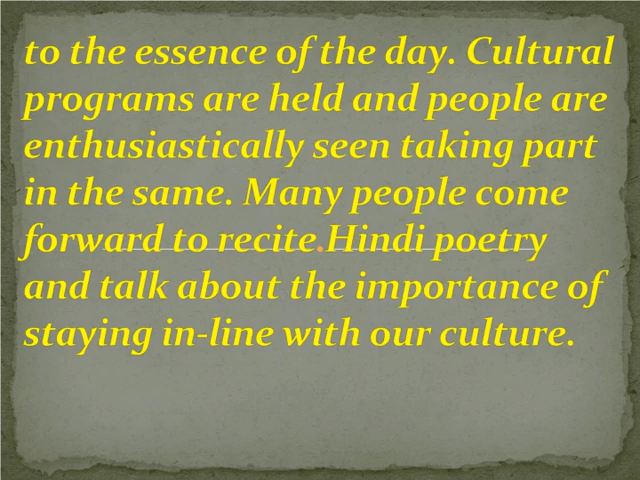 to the essence of the day. Cultural
programs are held and people are
enthusiastically seen taking part
in the same. Many people come
forward to recite.Hindi poetry
and talk about the importance of
staying in-line with our culture.